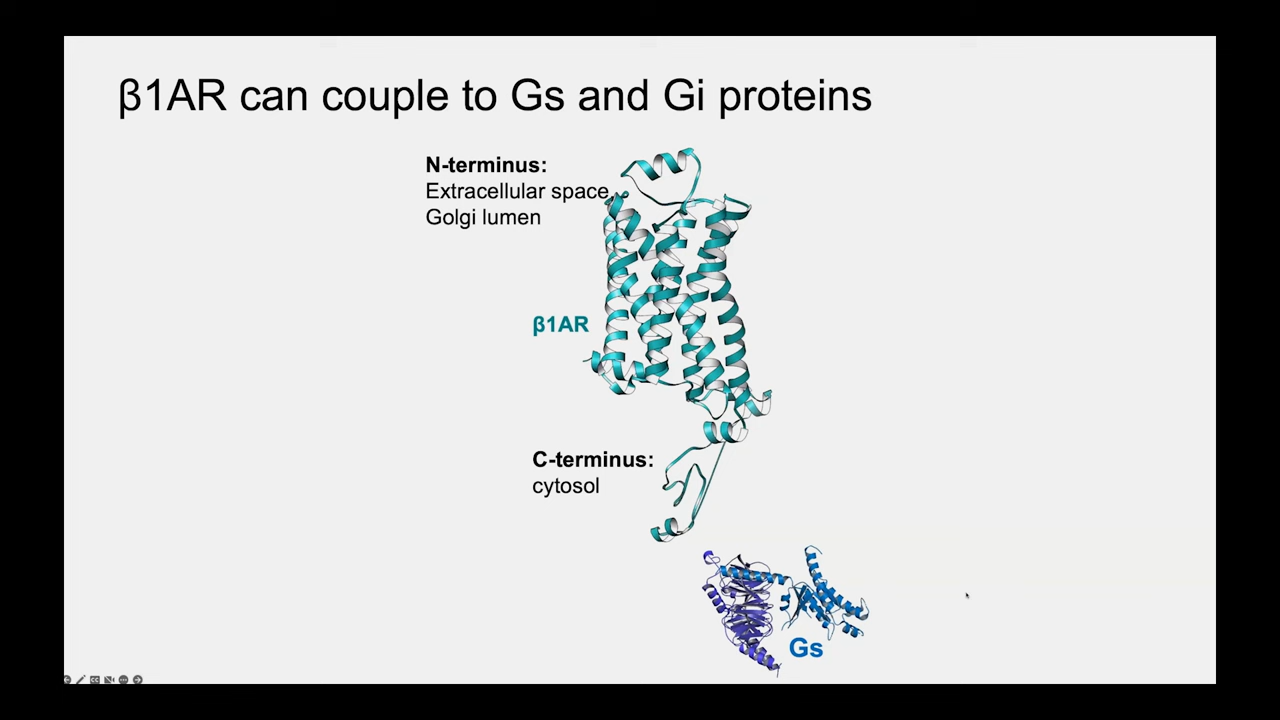 β1AR can couple to Gs and Gi proteins
N-terminus:
Extracellular space,
Golgi lumen
β1AR
C-terminus:
cytosol
Gs